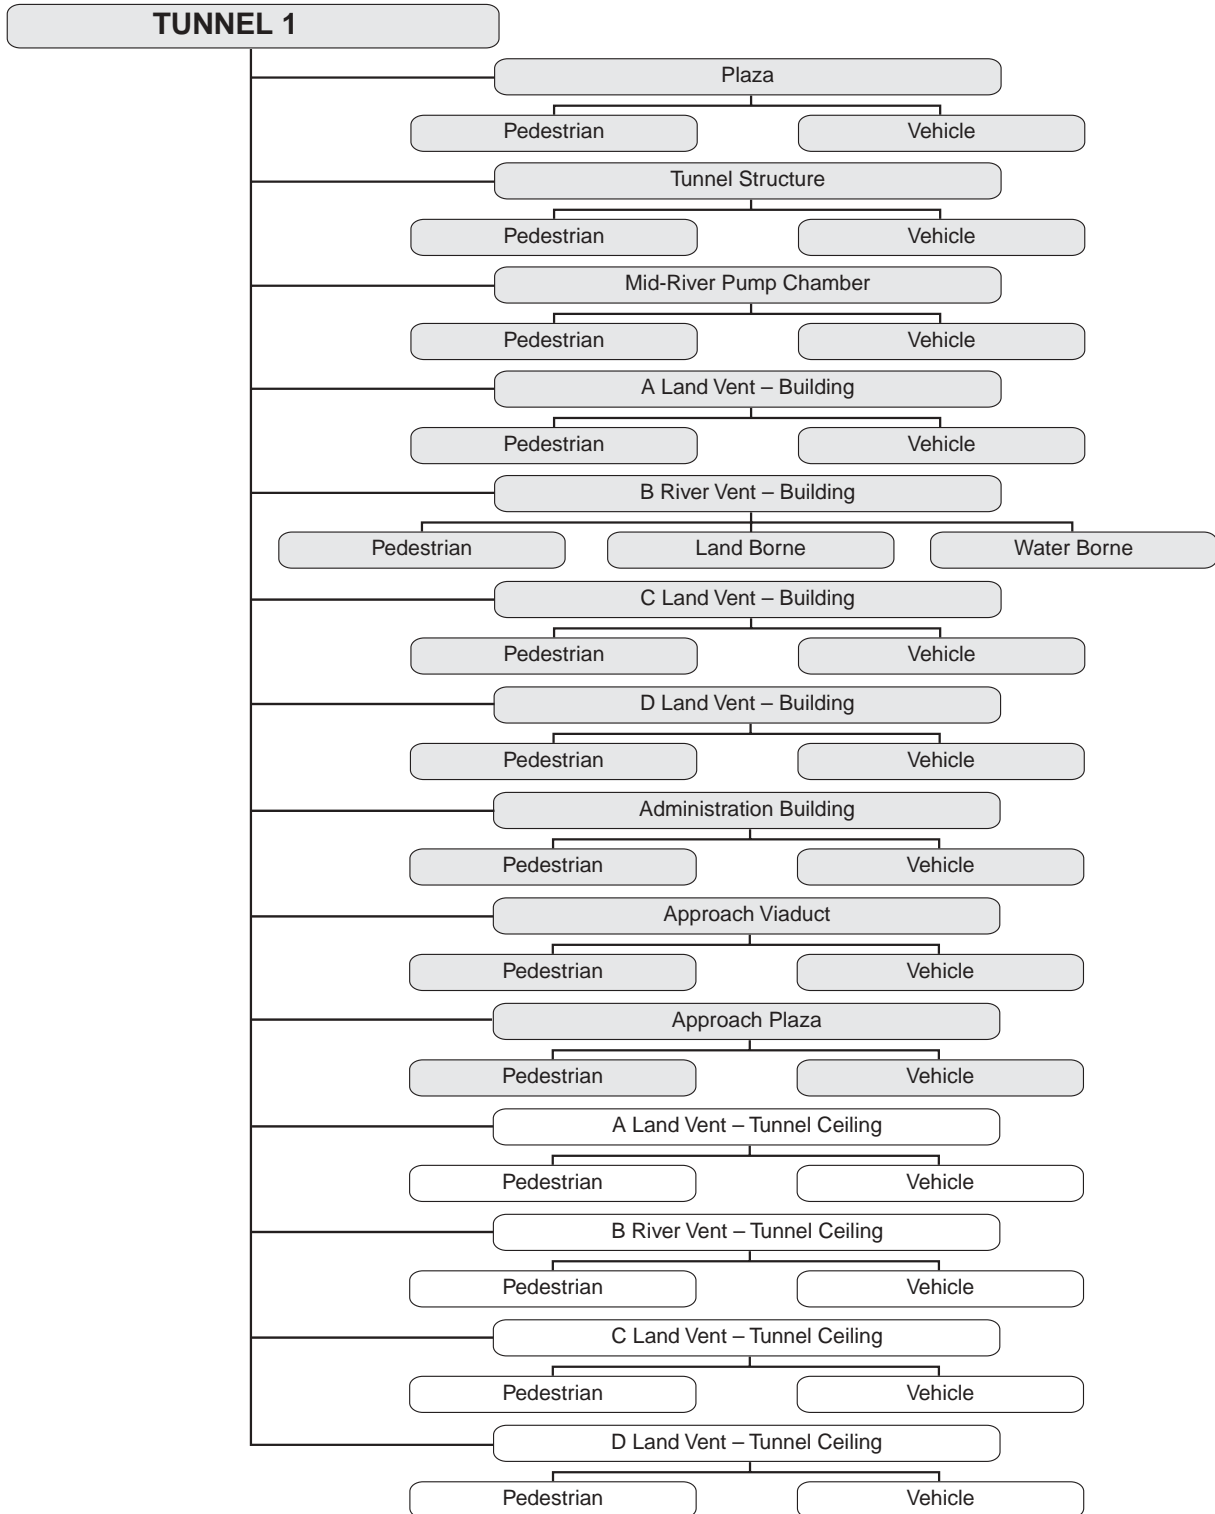 TUNNEL 1
Plaza
Pedestrian
Vehicle
Tunnel Structure
Pedestrian
Vehicle
Mid-River Pump Chamber
Pedestrian
Vehicle
A Land Vent – Building
Pedestrian
Vehicle
B River Vent – Building
Pedestrian
Land Borne
Water Borne
C Land Vent – Building
Pedestrian
Vehicle
D Land Vent – Building
Pedestrian
Vehicle
Administration Building
Pedestrian
Vehicle
Approach Viaduct
Pedestrian
Vehicle
Approach Plaza
Pedestrian
Vehicle
A Land Vent – Tunnel Ceiling
Pedestrian
Vehicle
B River Vent – Tunnel Ceiling
Pedestrian
Vehicle
C Land Vent – Tunnel Ceiling
Pedestrian
Vehicle
D Land Vent – Tunnel Ceiling
Pedestrian
Vehicle